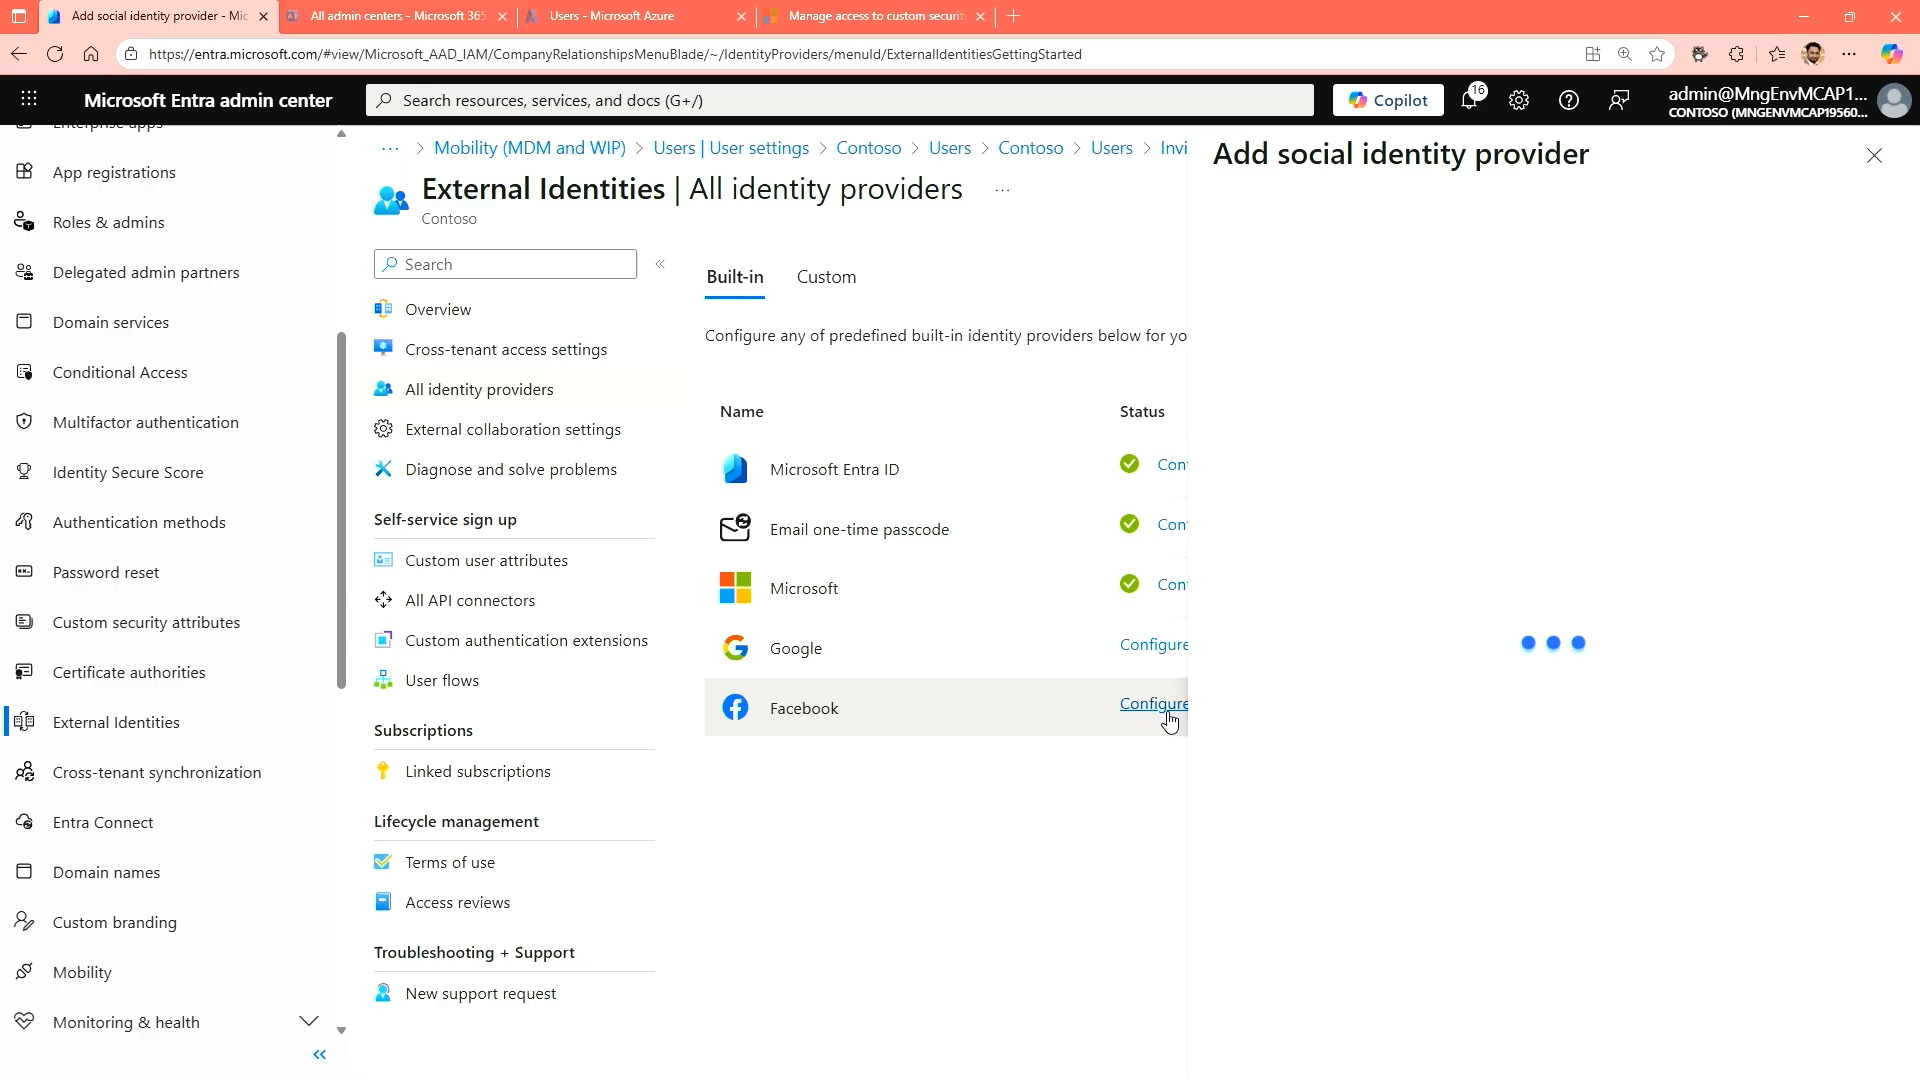 Add social identity provider - Mic
All admin centers - Microsoft 365
Users - Microsoft Azure
Manage access to custom securit
https://entra.microsoft.com/#view/Microsoft_AAD_IAM/CompanyRelationshipsMenuBlade/~/IdentityProviders/menuId/ExternalIdentitiesGettingStarted
Microsoft Entra admin center
Search resources, services, and docs (G+/)
Copilot
16
admin@MngEnvMCAP1...
CONTOSO (MNGENVMCAP19560...
Enterprise apps
App registrations
Roles & admins
Delegated admin partners
Domain services
Conditional Access
Multifactor authentication
Identity Secure Score
Authentication methods
Password reset
Custom security attributes
Certificate authorities
External Identities
Cross-tenant synchronization
Entra Connect
Domain names
Custom branding
Mobility
Monitoring & health
... > Mobility (MDM and WIP) > Users | User settings > Contoso > Users > Contoso > Users > Invi
External Identities | All identity providers ...
Contoso
Search
Overview
Cross-tenant access settings
All identity providers
External collaboration settings
Diagnose and solve problems
Self-service sign up
Custom user attributes
All API connectors
Custom authentication extensions
User flows
Subscriptions
Linked subscriptions
Lifecycle management
Terms of use
Access reviews
Troubleshooting + Support
New support request
Built-in Custom
Configure any of predefined built-in identity providers below for yo
Name Status
Microsoft Entra ID Con
Email one-time passcode Con
Microsoft Con
Google Configure
Facebook Configure
Add social identity provider